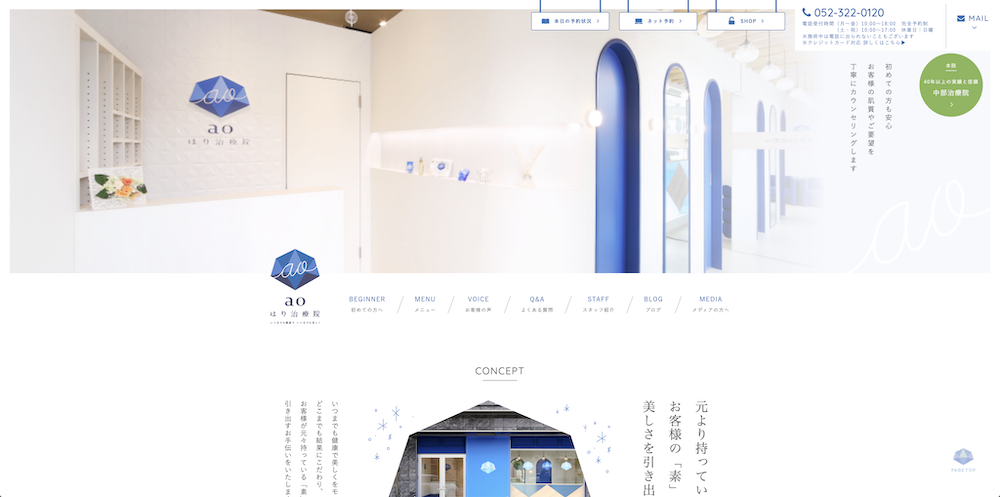 本日の予約状況
ネット予約
SHOP
052-322-0120
電話受付時間（月〜金）10:00〜18:00 完全予約制
（土・祝）10:00〜17:00 休業日｜日曜
※施術中は電話に出られないこともございます
※クレジットカード対応 詳しくはこちら▶
MAIL
本院
40年以上の実績と信頼
中部治療院
初めての方も安心
お客様の肌質やご要望を
丁寧にカウンセリングします
ao
ao
はり治療院
ao
ao
ao
はり治療院
BEGINNER
初めての方へ
MENU
メニュー
VOICE
お客様の声
Q&A
よくある質問
STAFF
スタッフ紹介
BLOG
ブログ
MEDIA
メディアの方へ
CONCEPT
元より持ってい
お客様の「素」
美しさを引き出
いつまでも健康で美しくをモ
どこまでも結果にこだわり、
お客様が元々持っている「素
引き出すお手伝いをいたしま
PAGETOP